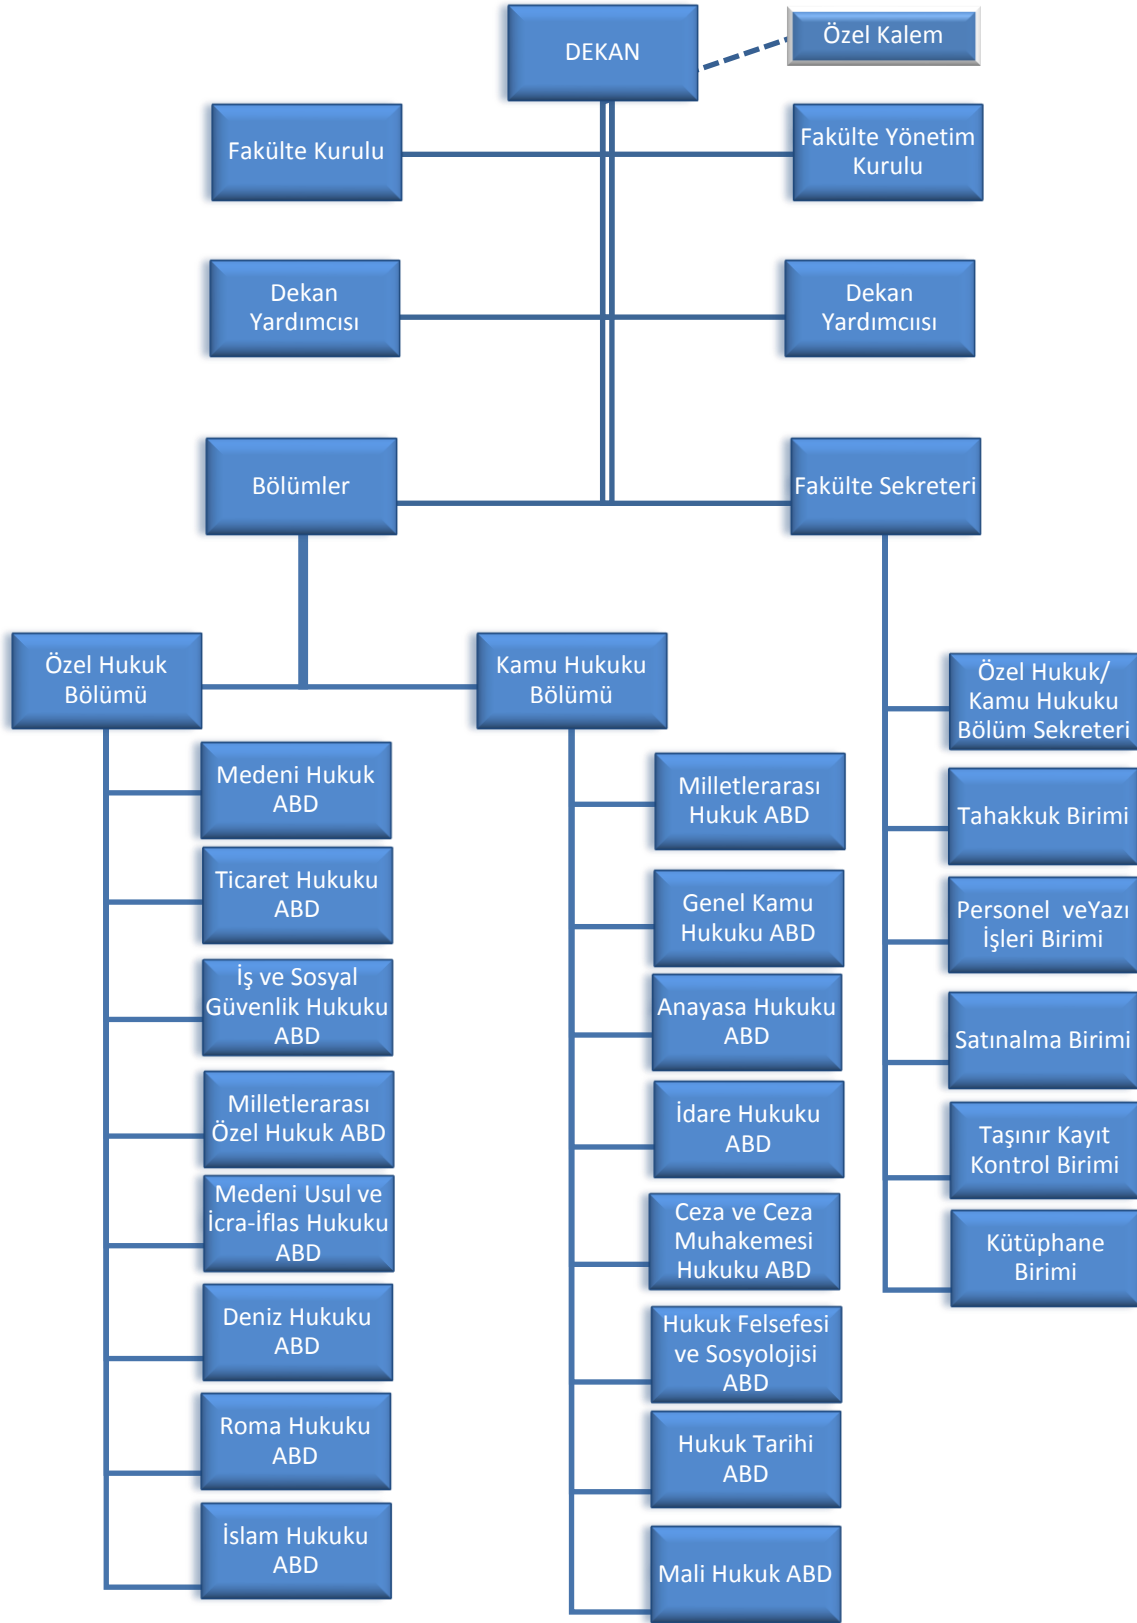 DEKAN
Özel Kalem
Fakülte Kurulu
Fakülte Yönetim
Kurulu
Dekan
Yardımcısı
Dekan
Yardımcıısı
Bölümler
Fakülte Sekreteri
Özel Hukuk
Bölümü
Kamu Hukuku
Bölümü
Medeni Hukuk
ABD
Ticaret Hukuku
ABD
İş ve Sosyal
Güvenlik Hukuku
ABD
Milletlerarası
Özel Hukuk ABD
Medeni Usul ve
İcra-İflas Hukuku
ABD
Deniz Hukuku
ABD
Roma Hukuku
ABD
İslam Hukuku
ABD
Milletlerarası
Hukuk ABD
Genel Kamu
Hukuku ABD
Anayasa Hukuku
ABD
İdare Hukuku
ABD
Ceza ve Ceza
Muhakemesi
Hukuku ABD
Hukuk Felsefesi
ve Sosyolojisi
ABD
Hukuk Tarihi
ABD
Mali Hukuk ABD
Özel Hukuk/
Kamu Hukuku
Bölüm Sekreteri
Tahakkuk Birimi
Personel  veYazı
İşleri Birimi
Satınalma Birimi
Taşınır Kayıt
Kontrol Birimi
Kütüphane
Birimi